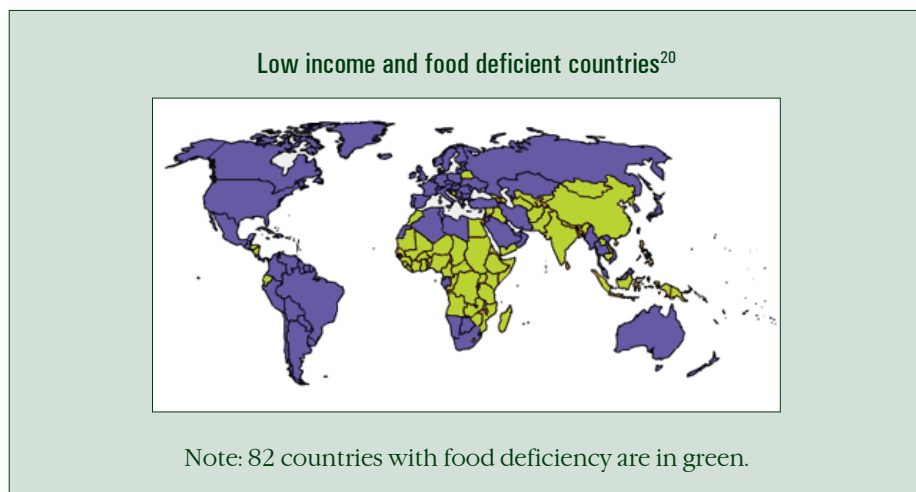 Low income and food deficient countries20
Note: 82 countries with food deficiency are in green.